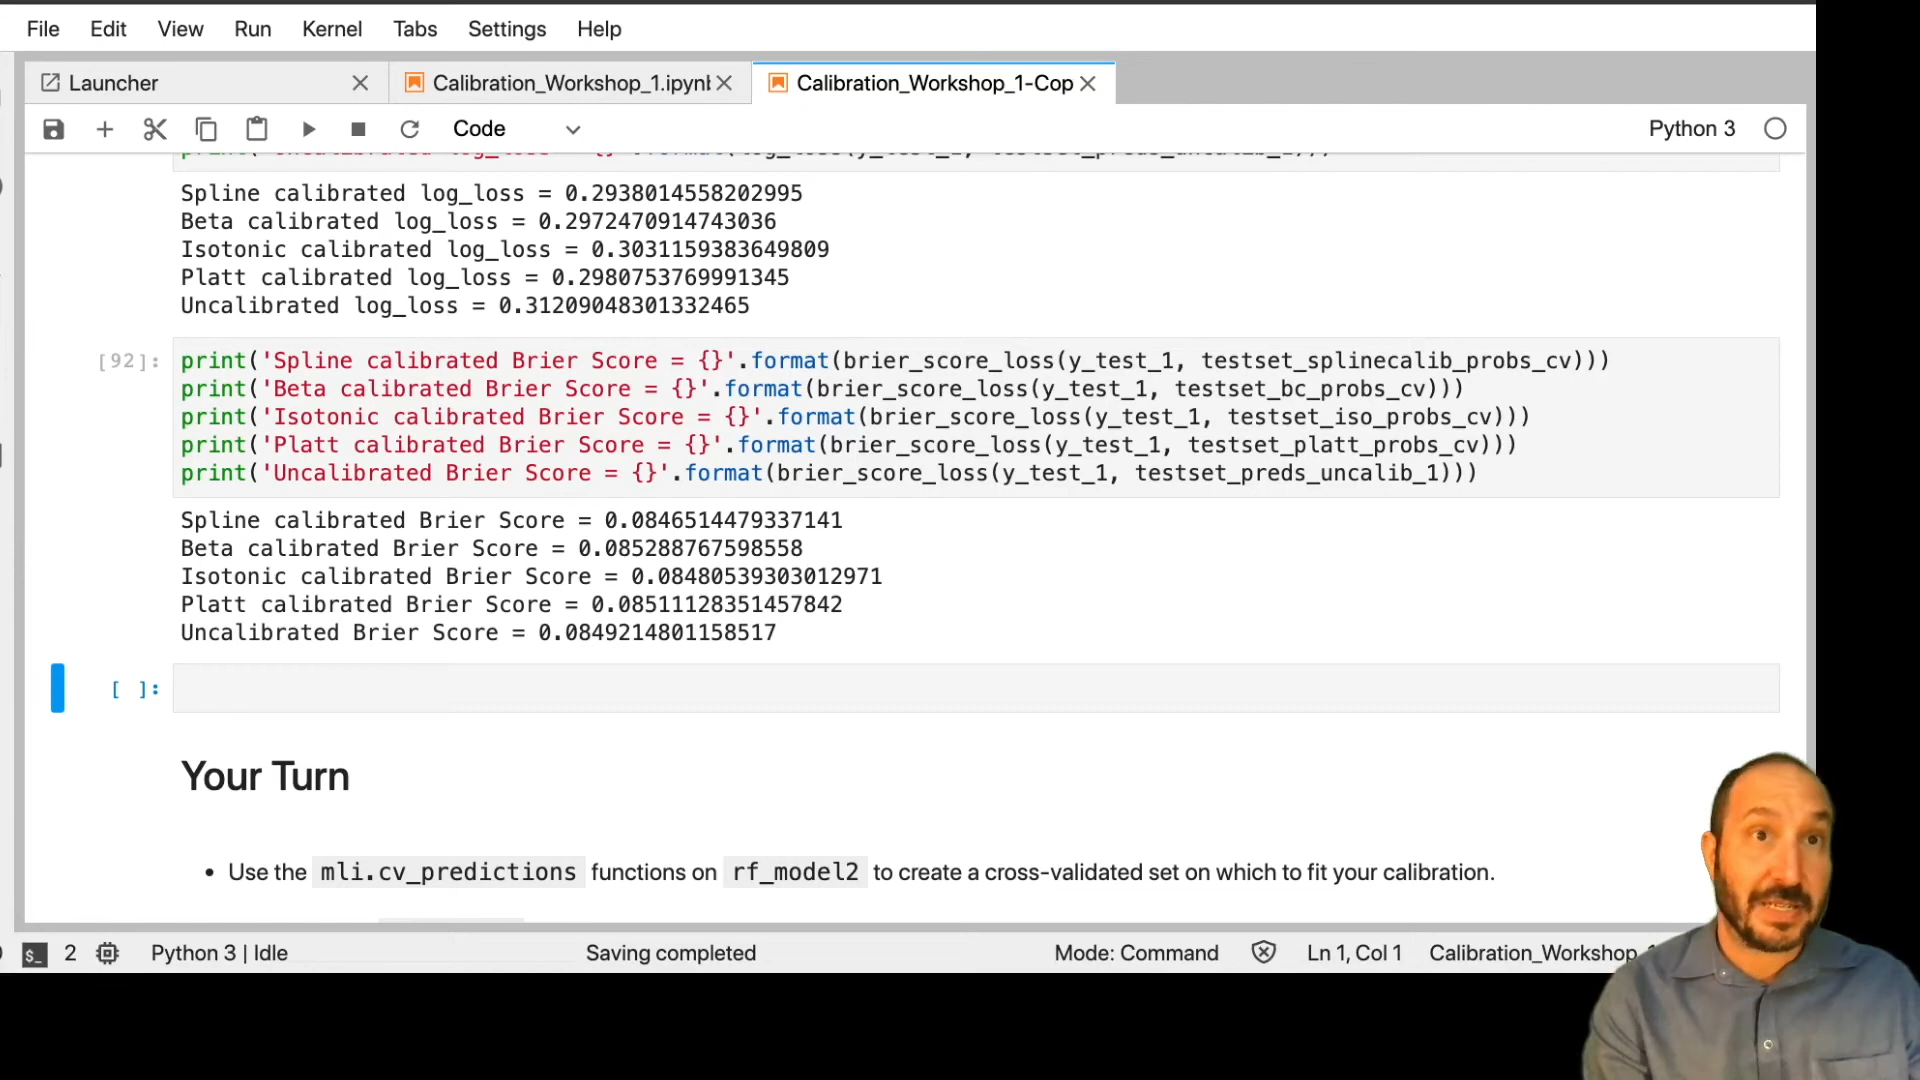 File Edit View Run Kernel Tabs Settings Help
Launcher Calibration_Workshop_1.ipynb Calibration_Workshop_1-Cop
Code Python 3
Spline calibrated log_loss = 0.2938014558202995
Beta calibrated log_loss = 0.2972470914743036
Isotonic calibrated log_loss = 0.3031159383649809
Platt calibrated log_loss = 0.2980753769991345
Uncalibrated log_loss = 0.31209048301332465
[92]:
print('Spline calibrated Brier Score = {}'.format(brier_score_loss(y_test_1, testset_splinecalib_probs_cv)))
print('Beta calibrated Brier Score = {}'.format(brier_score_loss(y_test_1, testset_bc_probs_cv)))
print('Isotonic calibrated Brier Score = {}'.format(brier_score_loss(y_test_1, testset_iso_probs_cv)))
print('Platt calibrated Brier Score = {}'.format(brier_score_loss(y_test_1, testset_platt_probs_cv)))
print('Uncalibrated Brier Score = {}'.format(brier_score_loss(y_test_1, testset_preds_uncalib_1)))
Spline calibrated Brier Score = 0.0846514479337141
Beta calibrated Brier Score = 0.085288767598558
Isotonic calibrated Brier Score = 0.08480539303012971
Platt calibrated Brier Score = 0.08511128351457842
Uncalibrated Brier Score = 0.0849214801158517
[ ]:
Your Turn
• Use the mli.cv_predictions functions on rf_model2 to create a cross-validated set on which to fit your calibration.
$_ 2 Python 3 | Idle Saving completed Mode: Command Ln 1, Col 1 Calibration_Workshop_